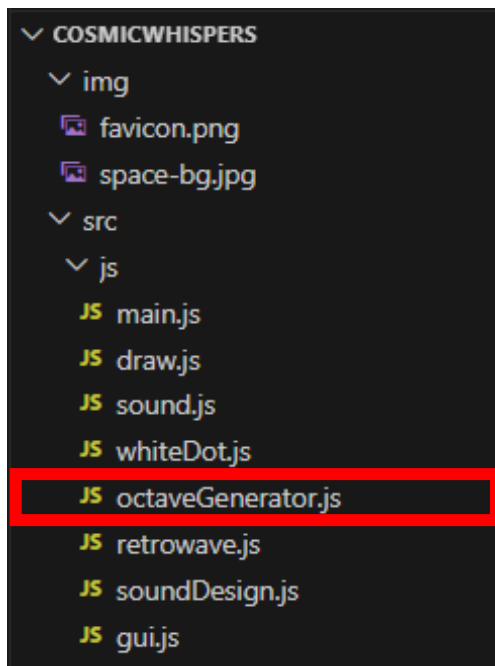 COSMICWHISPERS
img
favicon.png
space-bg.jpg
src
js
JS main.js
JS draw.js
JS sound.js
JS whiteDot.js
JS octaveGenerator.js
JS retrowave.js
JS soundDesign.js
JS gui.js